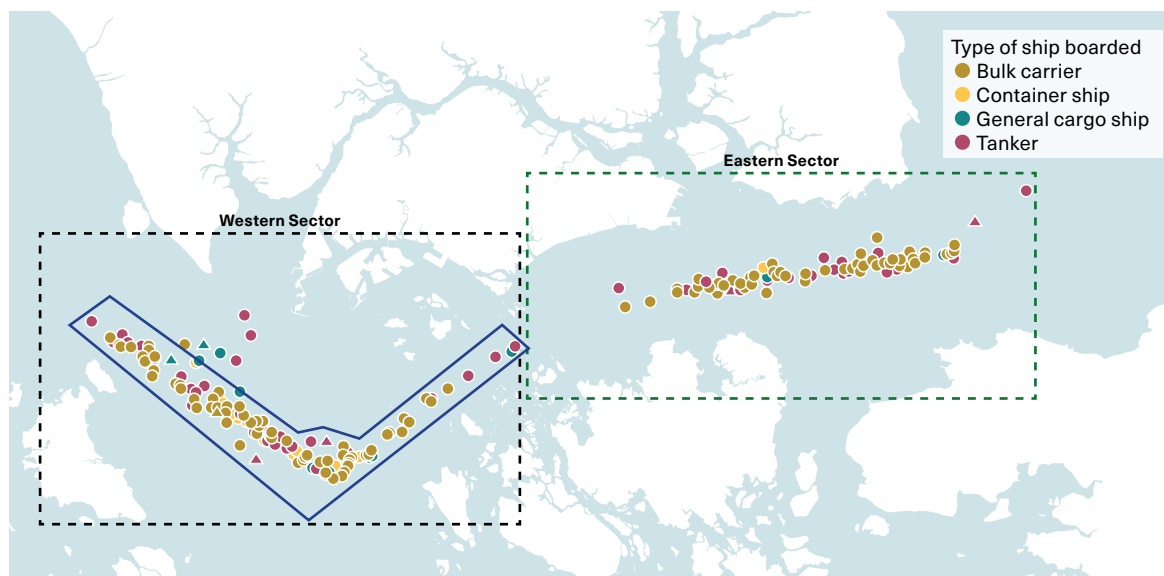 Type of ship boarded
Bulk carrier
Container ship
General cargo ship
Tanker
Eastern Sector
Western Sector